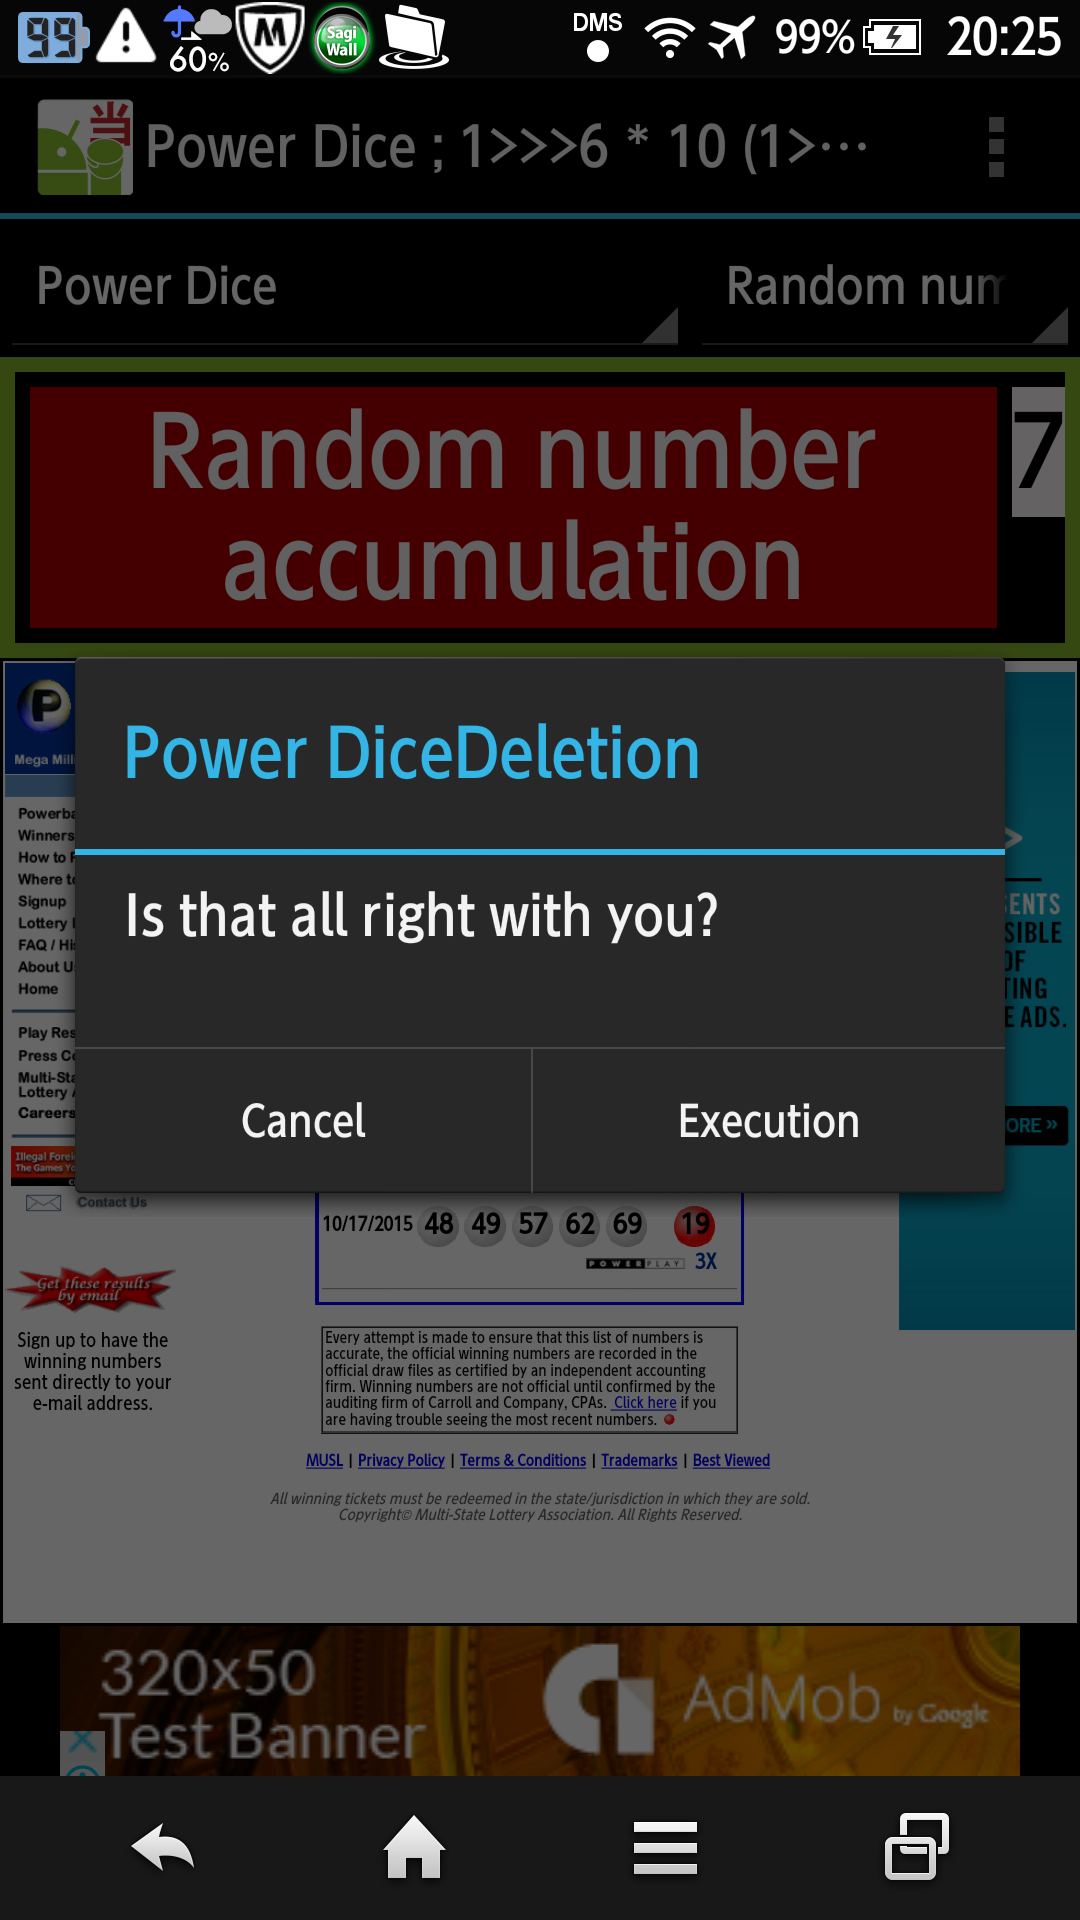 99
60%
M
Sagi
Wall
DMS
99%
20:25
当
Power Dice ; 1>>>6 * 10 (1>···
Power Dice
Random num
Random number
accumulation
7
P
Mega Mill
Power DiceDeletion
Is that all right with you?
Cancel
Execution
Powerba
Winners
How to
Where to
Signup
Lottery
FAQ / His
About U
Home
Play Res
Press Co
Multi-Sta
Lottery
Careers
Illegal Forei
The Games Yo
Contact Us
>
ENTS
SIBLE
OF
TING
E ADS.
ORE »
10/17/2015 48 49 57 62 69 19
POWERPLAY 3X
Get these results
by email
Sign up to have the
winning numbers
sent directly to your
e-mail address.
Every attempt is made to ensure that this list of numbers is
accurate, the official winning numbers are recorded in the
official draw files as certified by an independent accounting
firm. Winning numbers are not official until confirmed by the
auditing firm of Carroll and Company, CPAs. Click here if you
are having trouble seeing the most recent numbers.
MUSL | Privacy Policy | Terms & Conditions | Trademarks | Best Viewed
All winning tickets must be redeemed in the state/jurisdiction in which they are sold.
Copyright© Multi-State Lottery Association. All Rights Reserved.
320x50
Test Banner
AdMob by Google